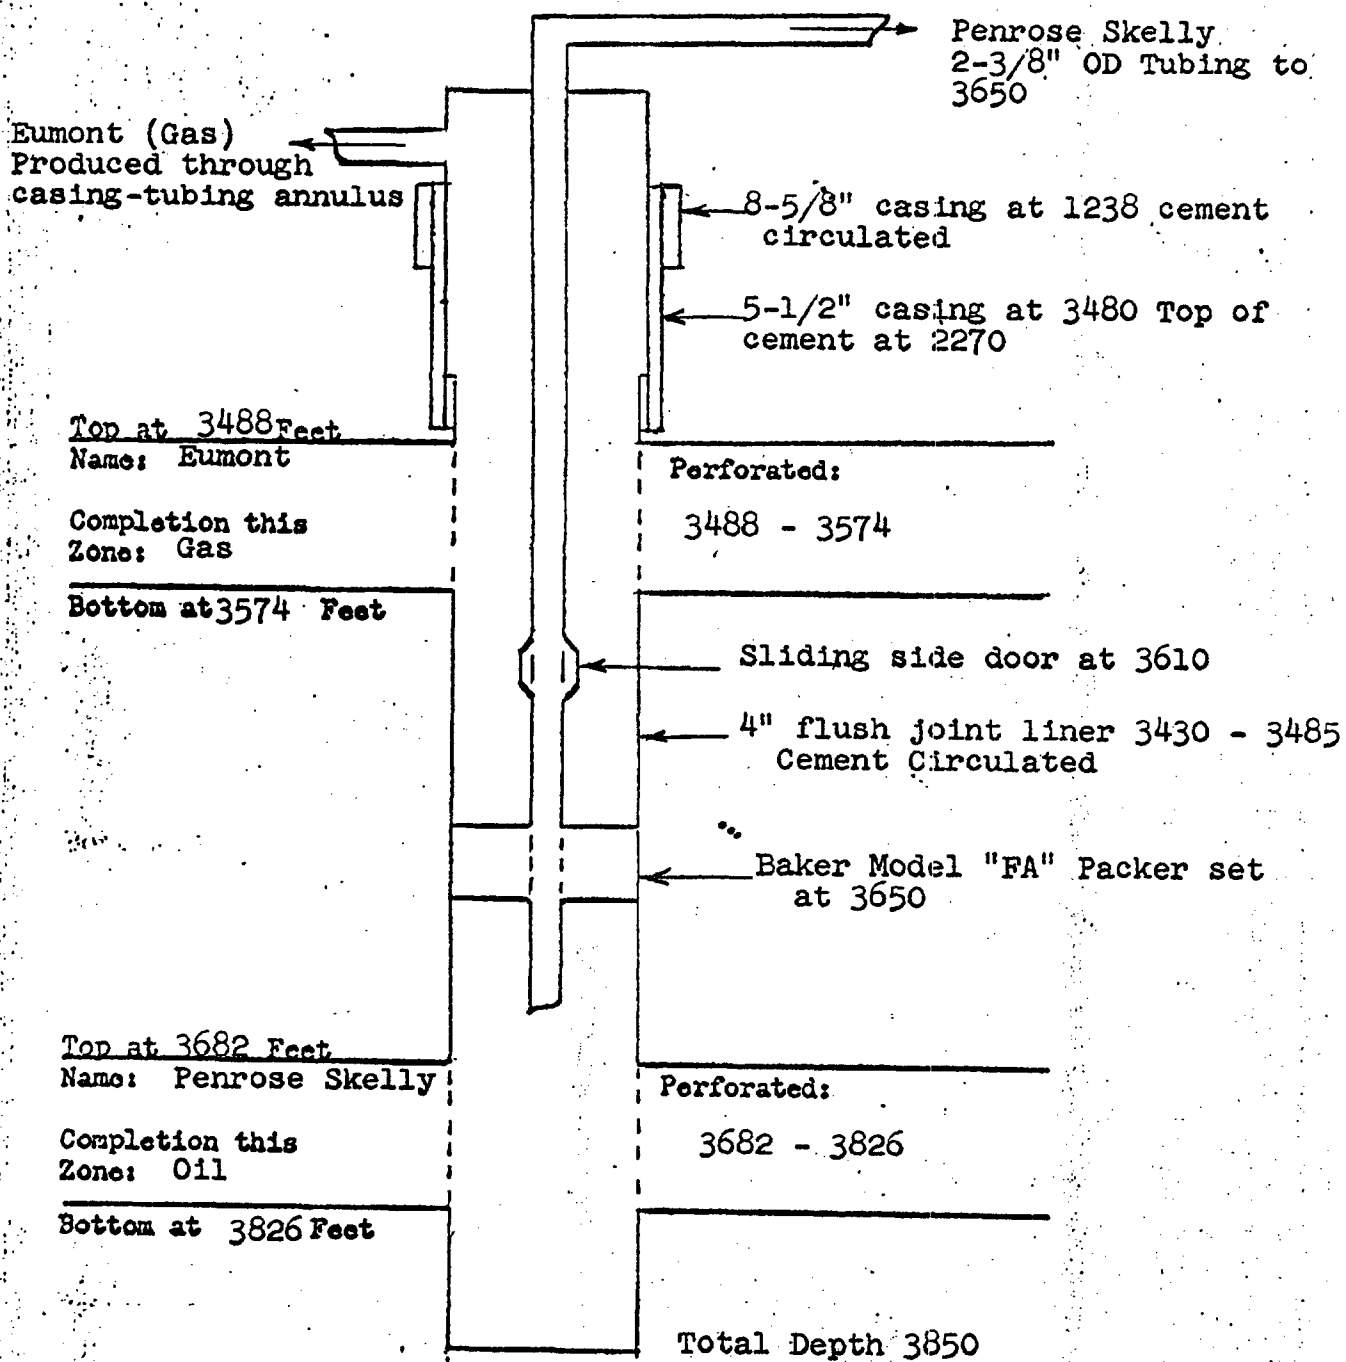 Penrose Skelly
2-3/8" OD Tubing to
3650
Eumont (Gas)
Produced through
casing-tubing annulus
8-5/8" casing at 1238 cement
circulated
5-1/2" casing at 3480 Top of
cement at 2270
Top at 3488 Feet
Name: Eumont
Perforated:
Completion this
Zone: Gas
3488 - 3574
Bottom at 3574 Feet
Sliding side door at 3610
4" flush joint liner 3430 - 3485
Cement Circulated
Baker Model "FA" Packer set
at 3650
Top at 3682 Feet
Name: Penrose Skelly
Perforated:
Completion this
Zone: Oil
3682 - 3826
Bottom at 3826 Feet
Total Depth 3850